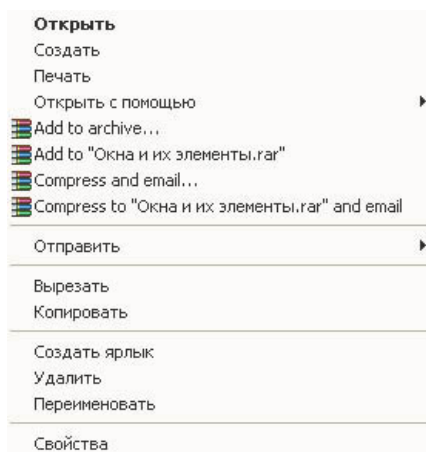 Открыть
Создать
Печать
Открыть с помощью
Add to archive...
Add to "Окна и их элементы.rar"
Compress and email...
Compress to "Окна и их элементы.rar" and email
Отправить
Вырезать
Копировать
Создать ярлык
Удалить
Переименовать
Свойства